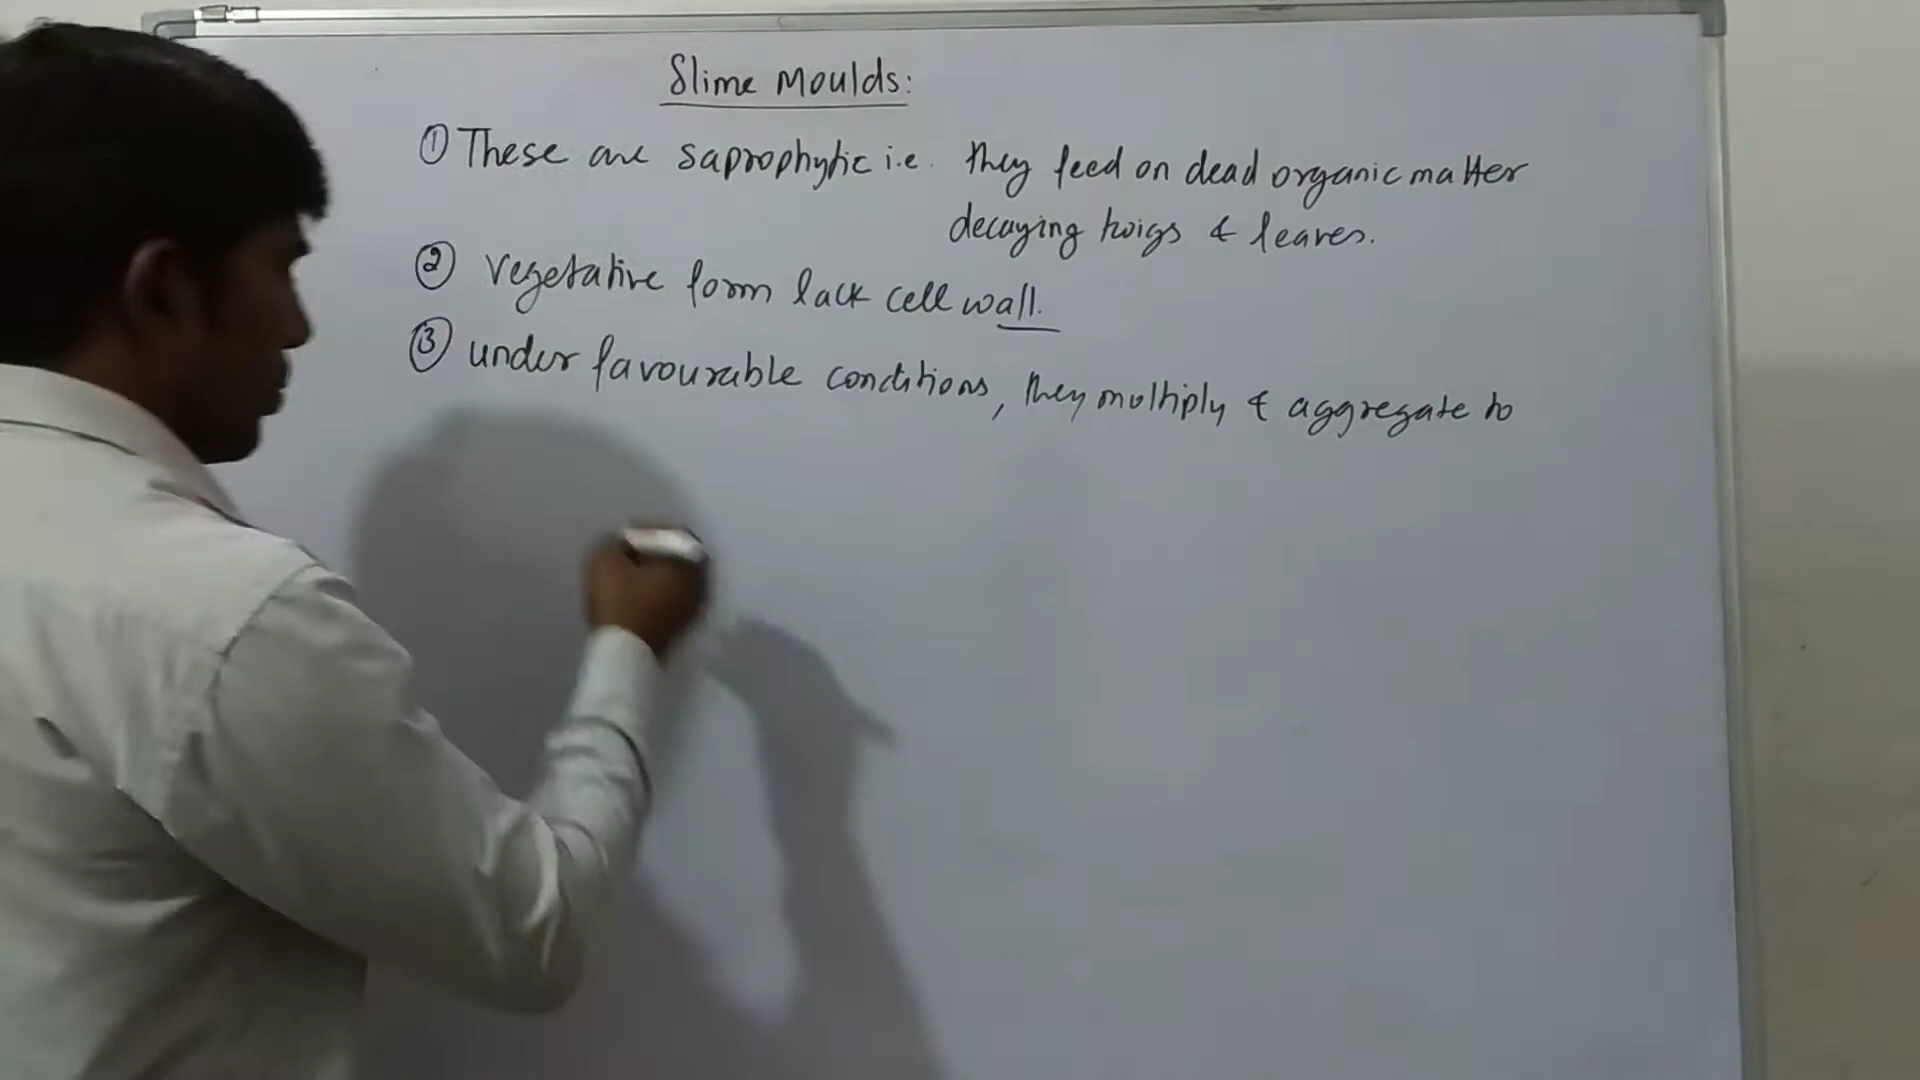 Slime Moulds:
① These are saprophytic i.e. they feed on dead organic matter
decaying twigs & leaves.
② vegetative form lack cell wall.
③ under favourable conditions, they multiply & aggregate to